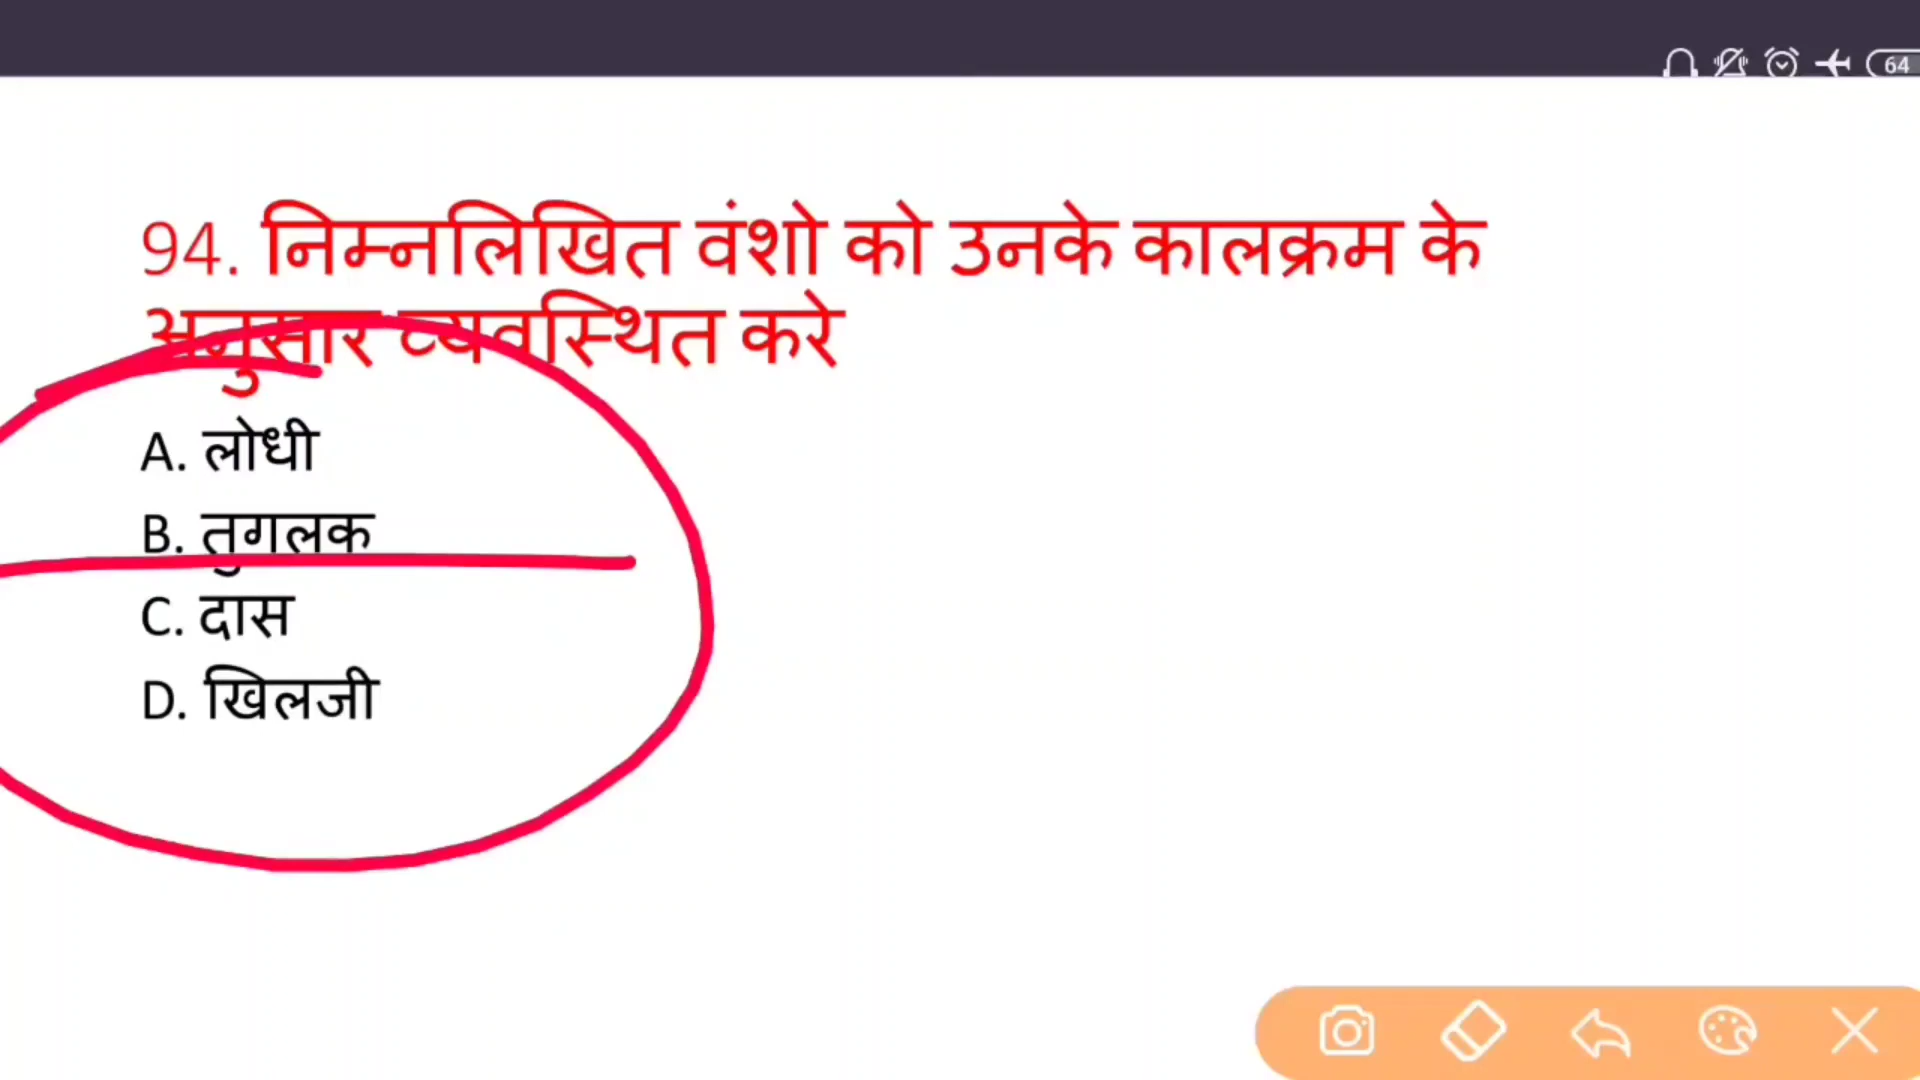 64
94. निम्नलिखित वंशो को उनके कालक्रम के
अनुसार व्यवस्थित करे
A. लोधी
B. तुगलक
C. दास
D. खिलजी